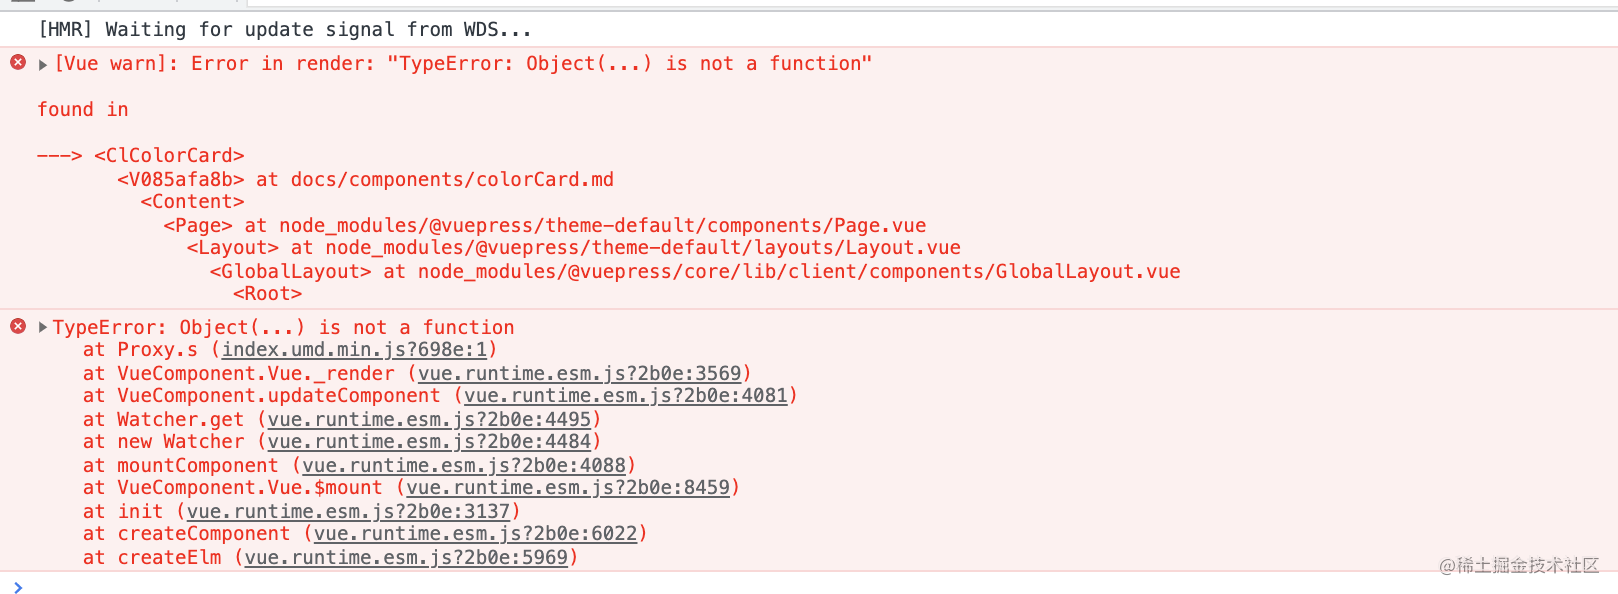 [HMR] Waiting for update signal from WDS...
[Vue warn]: Error in render: "TypeError: Object(...) is not a function"
found in
---> <ClColorCard>
<V085afa8b> at docs/components/colorCard.md
<Content>
<Page> at node_modules/@vuepress/theme-default/components/Page.vue
<Layout> at node_modules/@vuepress/theme-default/layouts/Layout.vue
<GlobalLayout> at node_modules/@vuepress/core/lib/client/components/GlobalLayout.vue
<Root>
TypeError: Object(...) is not a function
at Proxy.s (index.umd.min.js?698e:1)
at VueComponent.Vue._render (vue.runtime.esm.js?2b0e:3569)
at VueComponent.updateComponent (vue.runtime.esm.js?2b0e:4081)
at Watcher.get (vue.runtime.esm.js?2b0e:4495)
at new Watcher (vue.runtime.esm.js?2b0e:4484)
at mountComponent (vue.runtime.esm.js?2b0e:4088)
at VueComponent.Vue.$mount (vue.runtime.esm.js?2b0e:8459)
at init (vue.runtime.esm.js?2b0e:3137)
at createComponent (vue.runtime.esm.js?2b0e:6022)
at createElm (vue.runtime.esm.js?2b0e:5969)
@稀土掘金技术社区